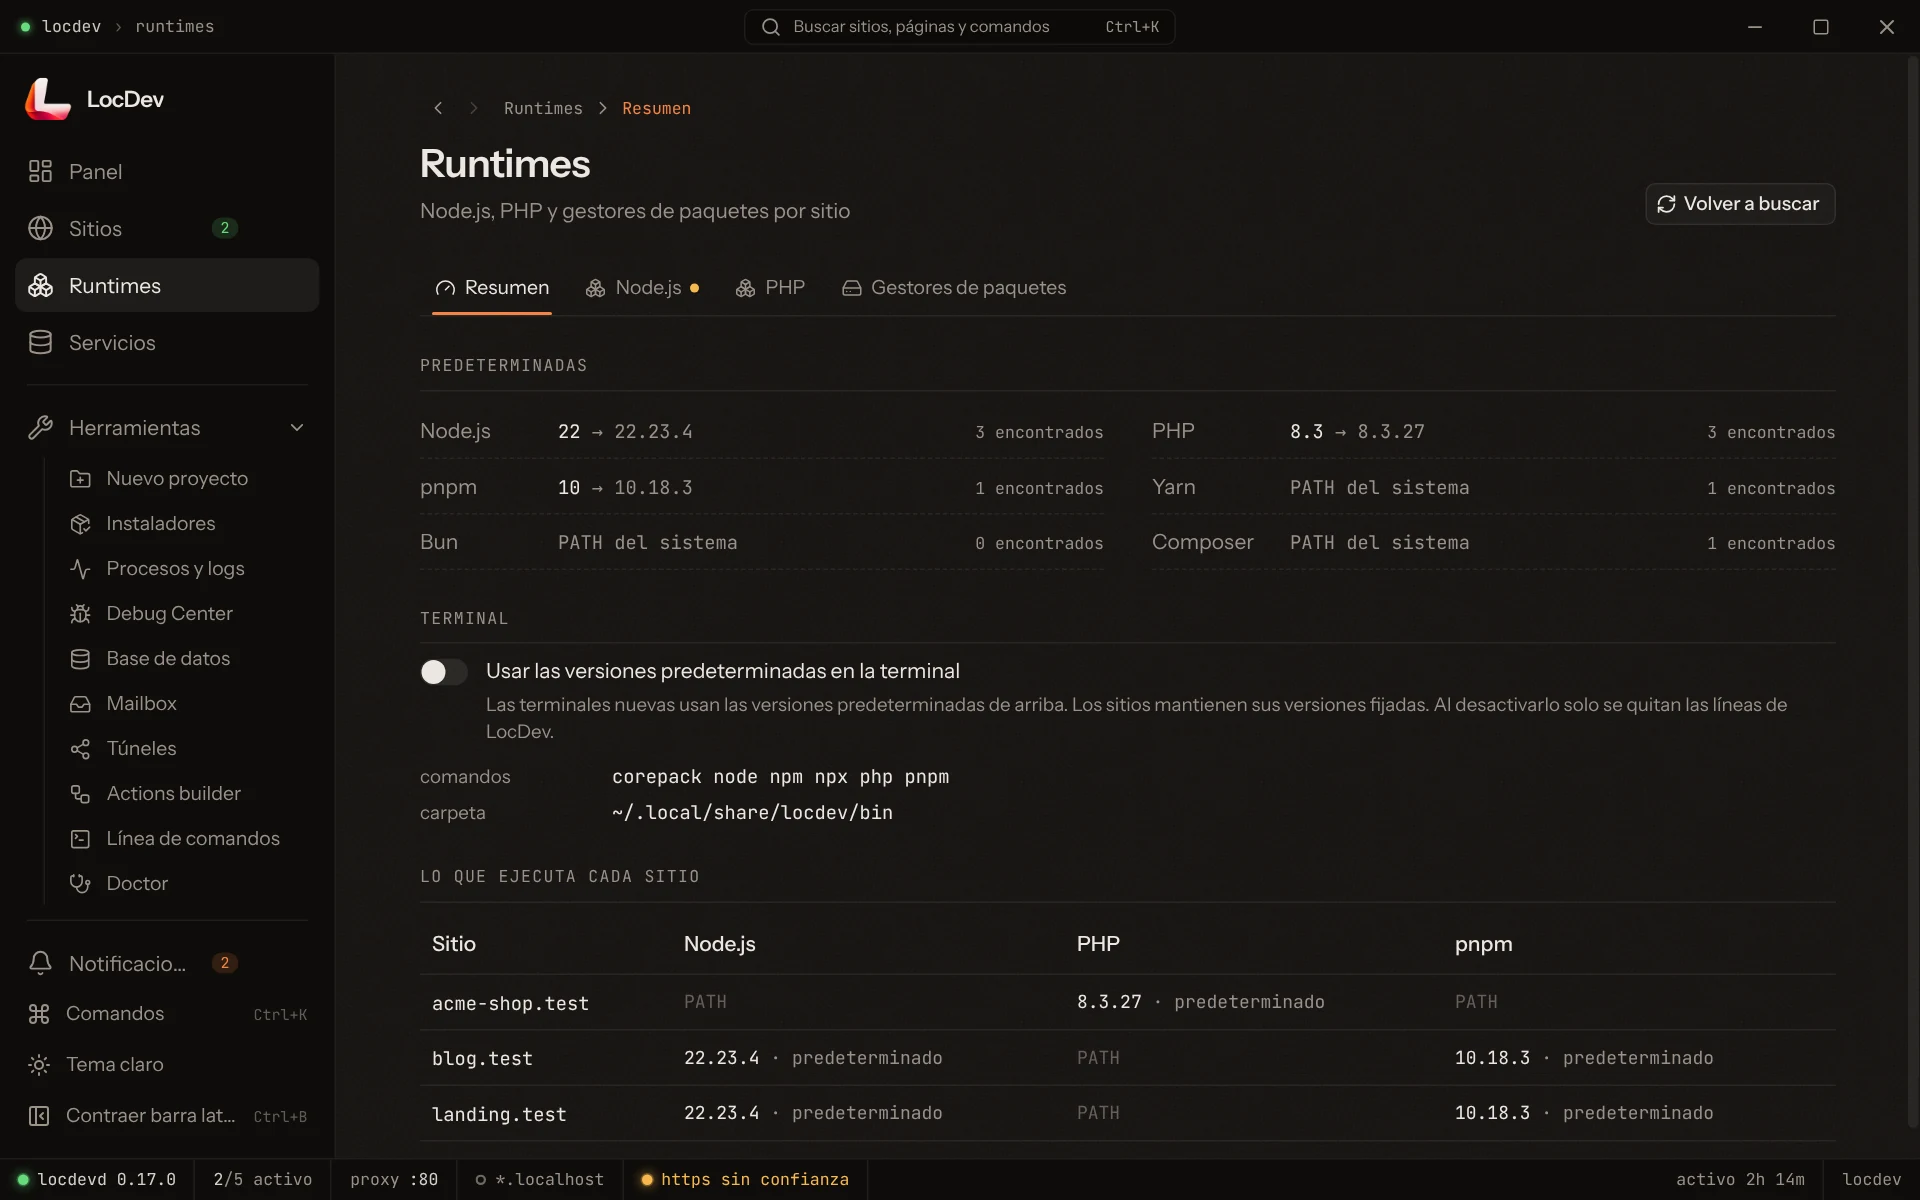 locdev › runtimes
Buscar sitios, páginas y comandos Ctrl+K
LocDev
Panel
Sitios 2
Runtimes
Servicios
Herramientas
Nuevo proyecto
Instaladores
Procesos y logs
Debug Center
Base de datos
Mailbox
Túneles
Actions builder
Línea de comandos
Doctor
Notificacio... 2
Comandos Ctrl+K
Tema claro
Contraer barra lat... Ctrl+B
Runtimes > Resumen
Runtimes
Node.js, PHP y gestores de paquetes por sitio
Volver a buscar
Resumen Node.js PHP Gestores de paquetes
PREDETERMINADAS
Node.js 22 → 22.23.4 3 encontrados PHP 8.3 → 8.3.27 3 encontrados
pnpm 10 → 10.18.3 1 encontrados Yarn PATH del sistema 1 encontrados
Bun PATH del sistema 0 encontrados Composer PATH del sistema 1 encontrados
TERMINAL
Usar las versiones predeterminadas en la terminal
Las terminales nuevas usan las versiones predeterminadas de arriba. Los sitios mantienen sus versiones fijadas. Al desactivarlo solo se quitan las líneas de
LocDev.
comandos corepack node npm npx php pnpm
carpeta ~/.local/share/locdev/bin
LO QUE EJECUTA CADA SITIO
Sitio Node.js PHP pnpm
acme-shop.test PATH 8.3.27 · predeterminado PATH
blog.test 22.23.4 · predeterminado PATH 10.18.3 · predeterminado
landing.test 22.23.4 · predeterminado PATH 10.18.3 · predeterminado
locdevd 0.17.0 2/5 activo proxy :80 *.localhost https sin confianza activo 2h 14m locdev